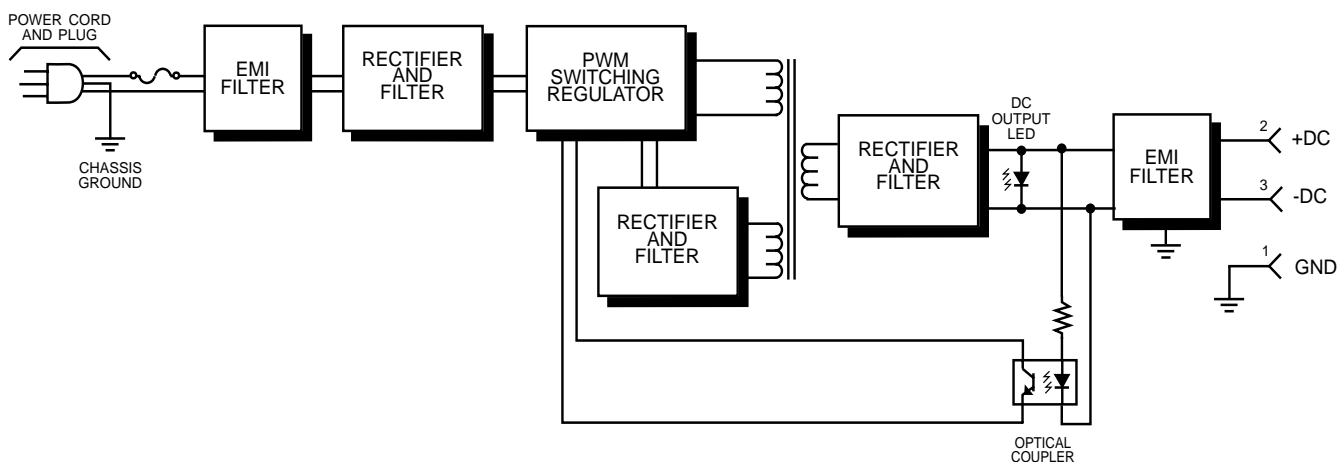 POWER CORD
AND PLUG
CHASSIS
GROUND
EMI
FILTER
RECTIFIER
AND
FILTER
PWM
SWITCHING
REGULATOR
RECTIFIER
AND
FILTER
RECTIFIER
AND
FILTER
DC
OUTPUT
LED
EMI
FILTER
2
+DC
3
-DC
1
GND
OPTICAL
COUPLER